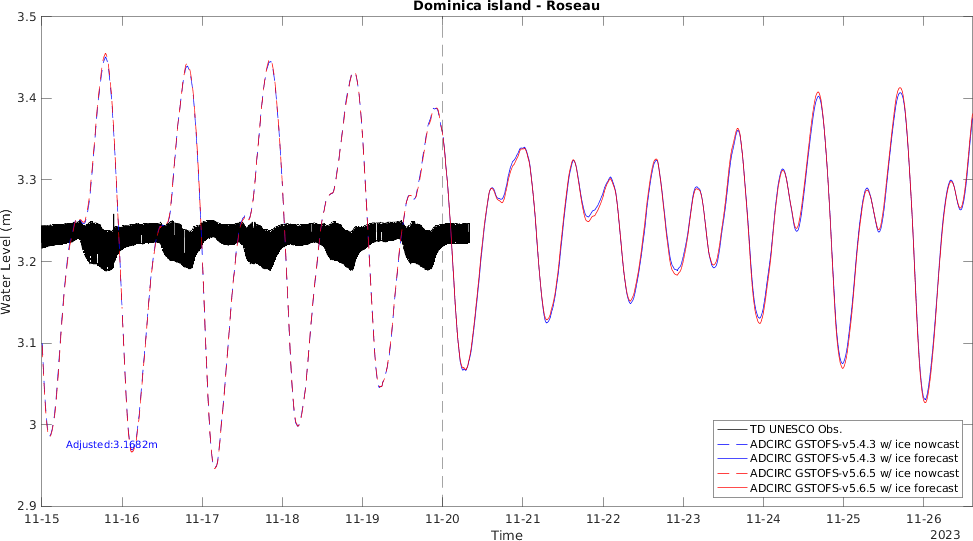 Dominica island - Roseau
3.5
3.4
3.3
3.2
3.1
3
2.9
Water Level (m)
Adjusted:3.1682m
TD UNESCO Obs.
ADCIRC GSTOFS-v5.4.3 w/ ice nowcast
ADCIRC GSTOFS-v5.4.3 w/ ice forecast
ADCIRC GSTOFS-v5.6.5 w/ ice nowcast
ADCIRC GSTOFS-v5.6.5 w/ ice forecast
11-15 11-16 11-17 11-18 11-19 11-20 11-21 11-22 11-23 11-24 11-25 11-26
Time
2023